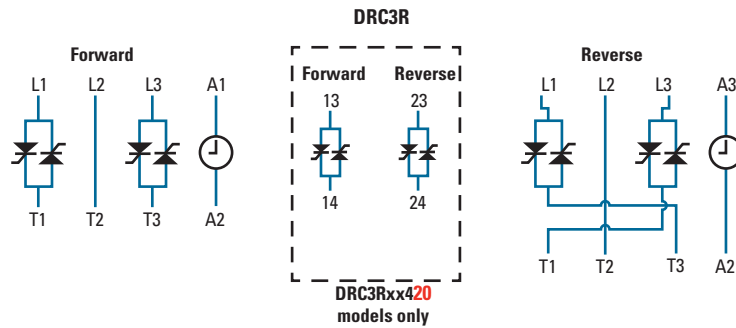 DRC3R
Forward
L1 L2 L3 A1
T1 T2 T3 A2
Forward Reverse
13 23
14 24
DRC3Rxx420
models only
Reverse
L1 L2 L3 A3
T1 T2 T3 A2